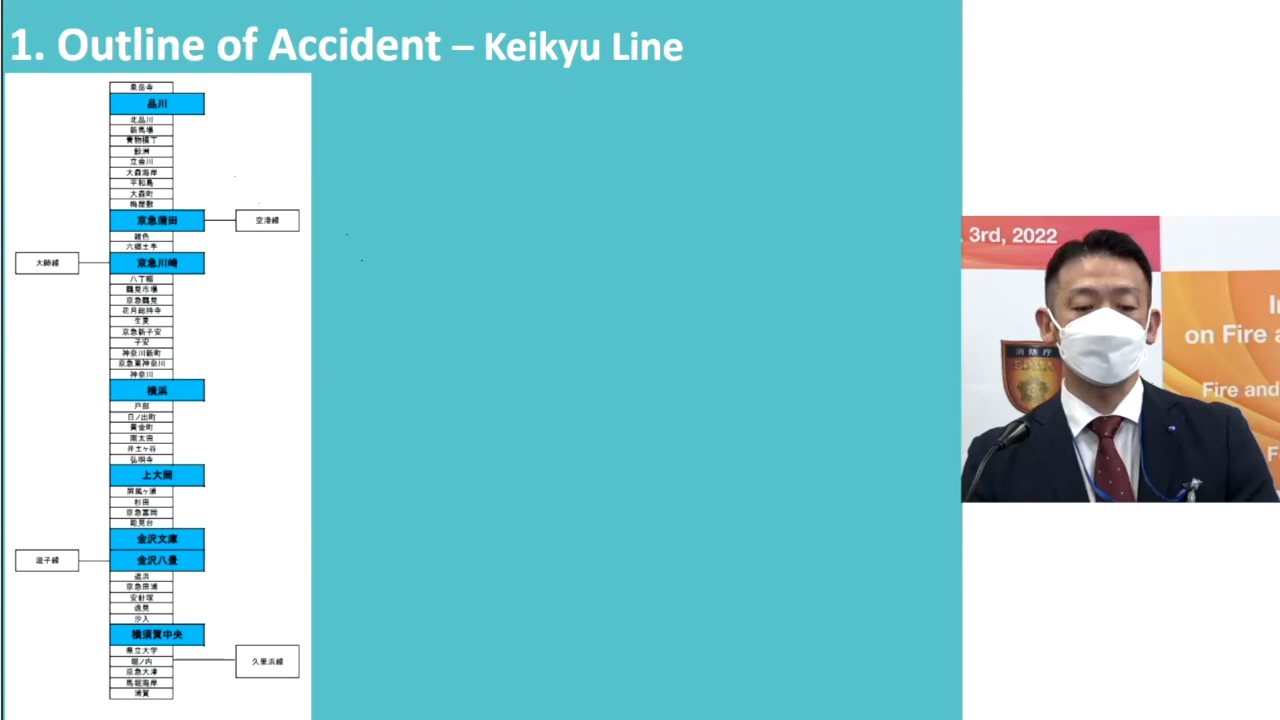 1. Outline of Accident – Keikyu Line
泉岳寺
品川
北品川
新馬場
青物横丁
鮫洲
立会川
大森海岸
平和島
大森町
梅屋敷
京急蒲田
空港線
雑色
六郷土手
大師線
京急川崎
八丁畷
鶴見市場
京急鶴見
花月総持寺
生麦
京急新子安
子安
神奈川新町
京急東神奈川
神奈川
横浜
戸部
日ノ出町
黄金町
南太田
井土ヶ谷
弘明寺
上大岡
屏風ヶ浦
杉田
京急富岡
能見台
金沢文庫
逗子線
金沢八景
追浜
京急田浦
安針塚
逸見
汐入
横須賀中央
県立大学
堀ノ内
久里浜線
京急大津
馬堀海岸
浦賀
3rd, 2022
on Fire a
Fire and
消防庁
FDMA